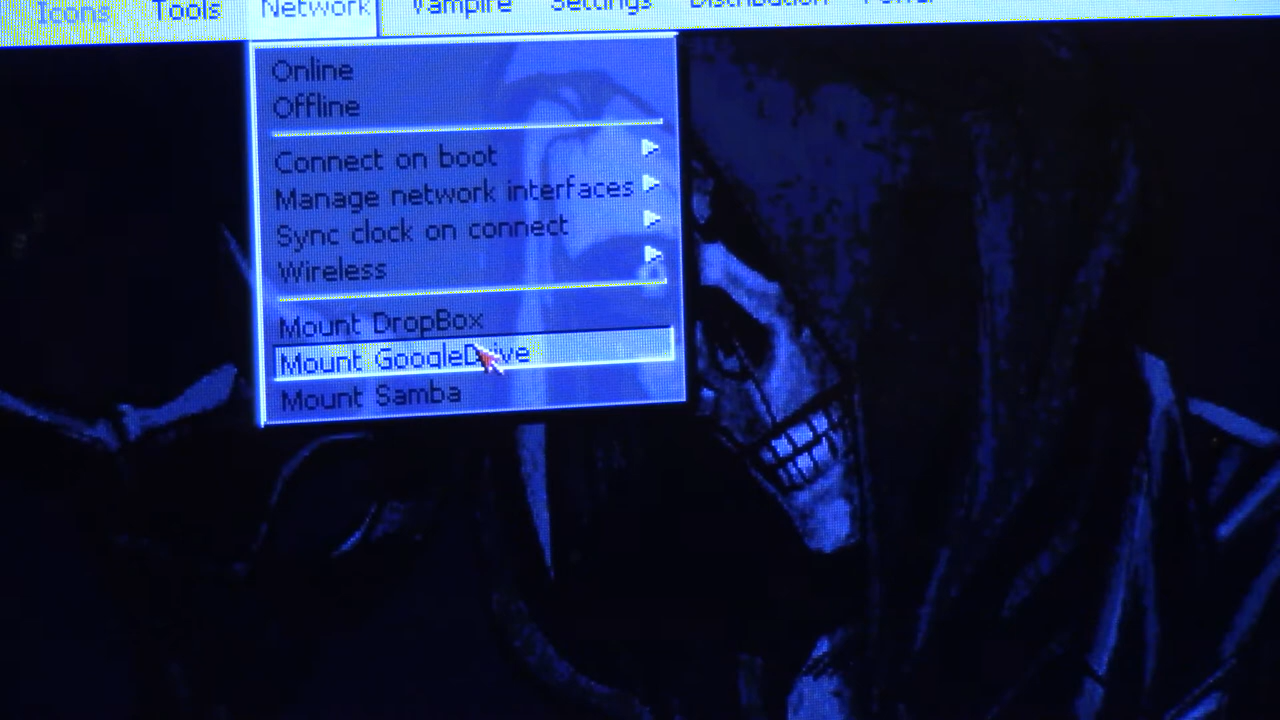 Icons Tools Network Vampire Settings Distribution
Online
Offline
Connect on boot
Manage network interfaces
Sync clock on connect
Wireless
Mount DropBox
Mount GoogleDrive
Mount Samba